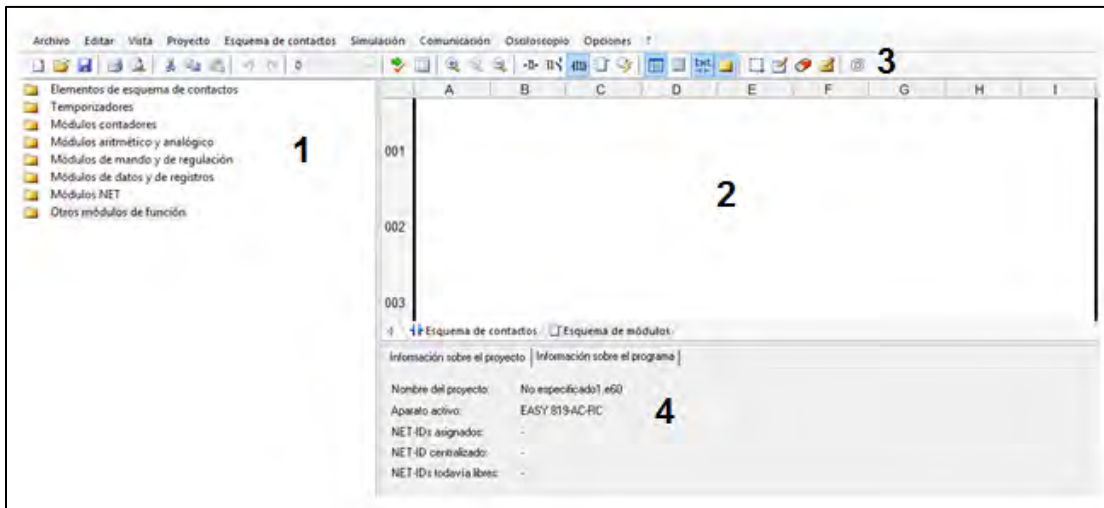 Archivo Editar Vista Proyecto Esquema de contactos Simulación Comunicación Osciloscopio Opciones ?
3
Elementos de esquema de contactos
Temporizadores
Módulos contadores
Módulos aritmético y analógico
Módulos de mando y de regulación
Módulos de datos y de registros
Módulos NET
Otros módulos de función
1
A B C D E F G H I
001
2
002
003
Esquema de contactos Esquema de módulos
Información sobre el proyecto Información sobre el programa
Nombre del proyecto: No especificado1.e60
Aparato activo: EASY 819-AC-RC
4
NET-IDs asignados: -
NET-ID centralizado: -
NET-IDs todavía libres: -